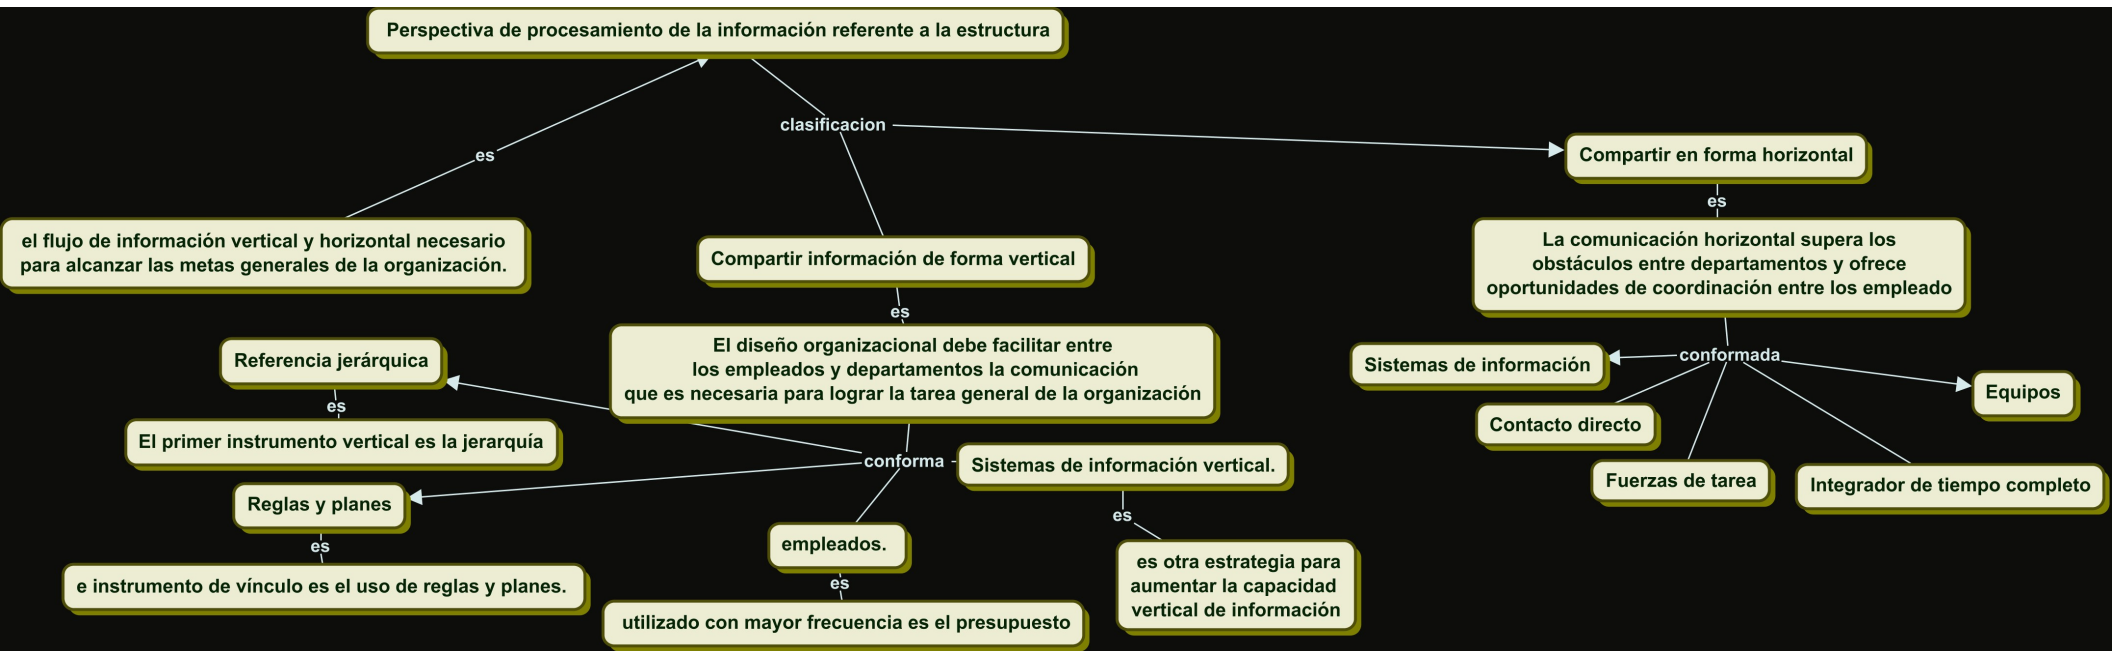 Perspectiva de procesamiento de la información referente a la estructura
clasificacion
es
Compartir en forma horizontal
es
el flujo de información vertical y horizontal necesario
para alcanzar las metas generales de la organización.
Compartir información de forma vertical
La comunicación horizontal supera los
obstáculos entre departamentos y ofrece
oportunidades de coordinación entre los empleado
es
Referencia jerárquica
El diseño organizacional debe facilitar entre
los empleados y departamentos la comunicación
que es necesaria para lograr la tarea general de la organización
conformada
Sistemas de información
Equipos
es
Contacto directo
El primer instrumento vertical es la jerarquía
conforma
Sistemas de información vertical.
Fuerzas de tarea
Integrador de tiempo completo
Reglas y planes
es
es
empleados.
e instrumento de vínculo es el uso de reglas y planes.
es
es otra estrategia para
aumentar la capacidad
vertical de información
utilizado con mayor frecuencia es el presupuesto